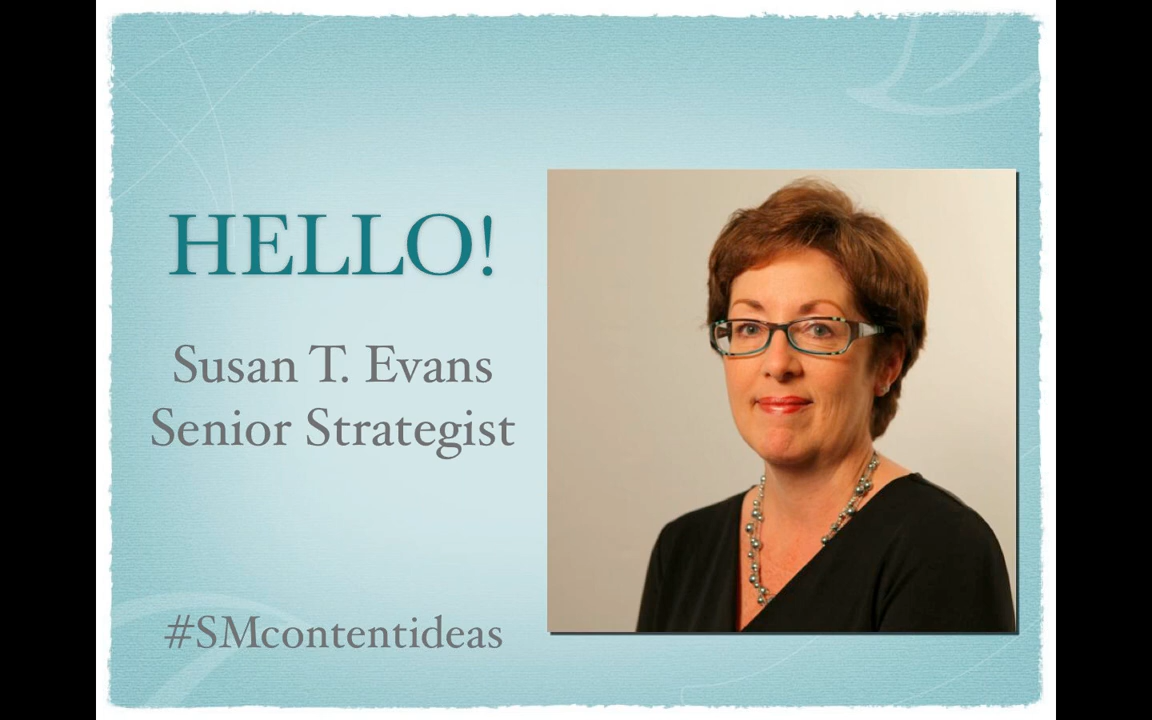 HELLO!
Susan T. Evans
Senior Strategist
#SMcontentideas